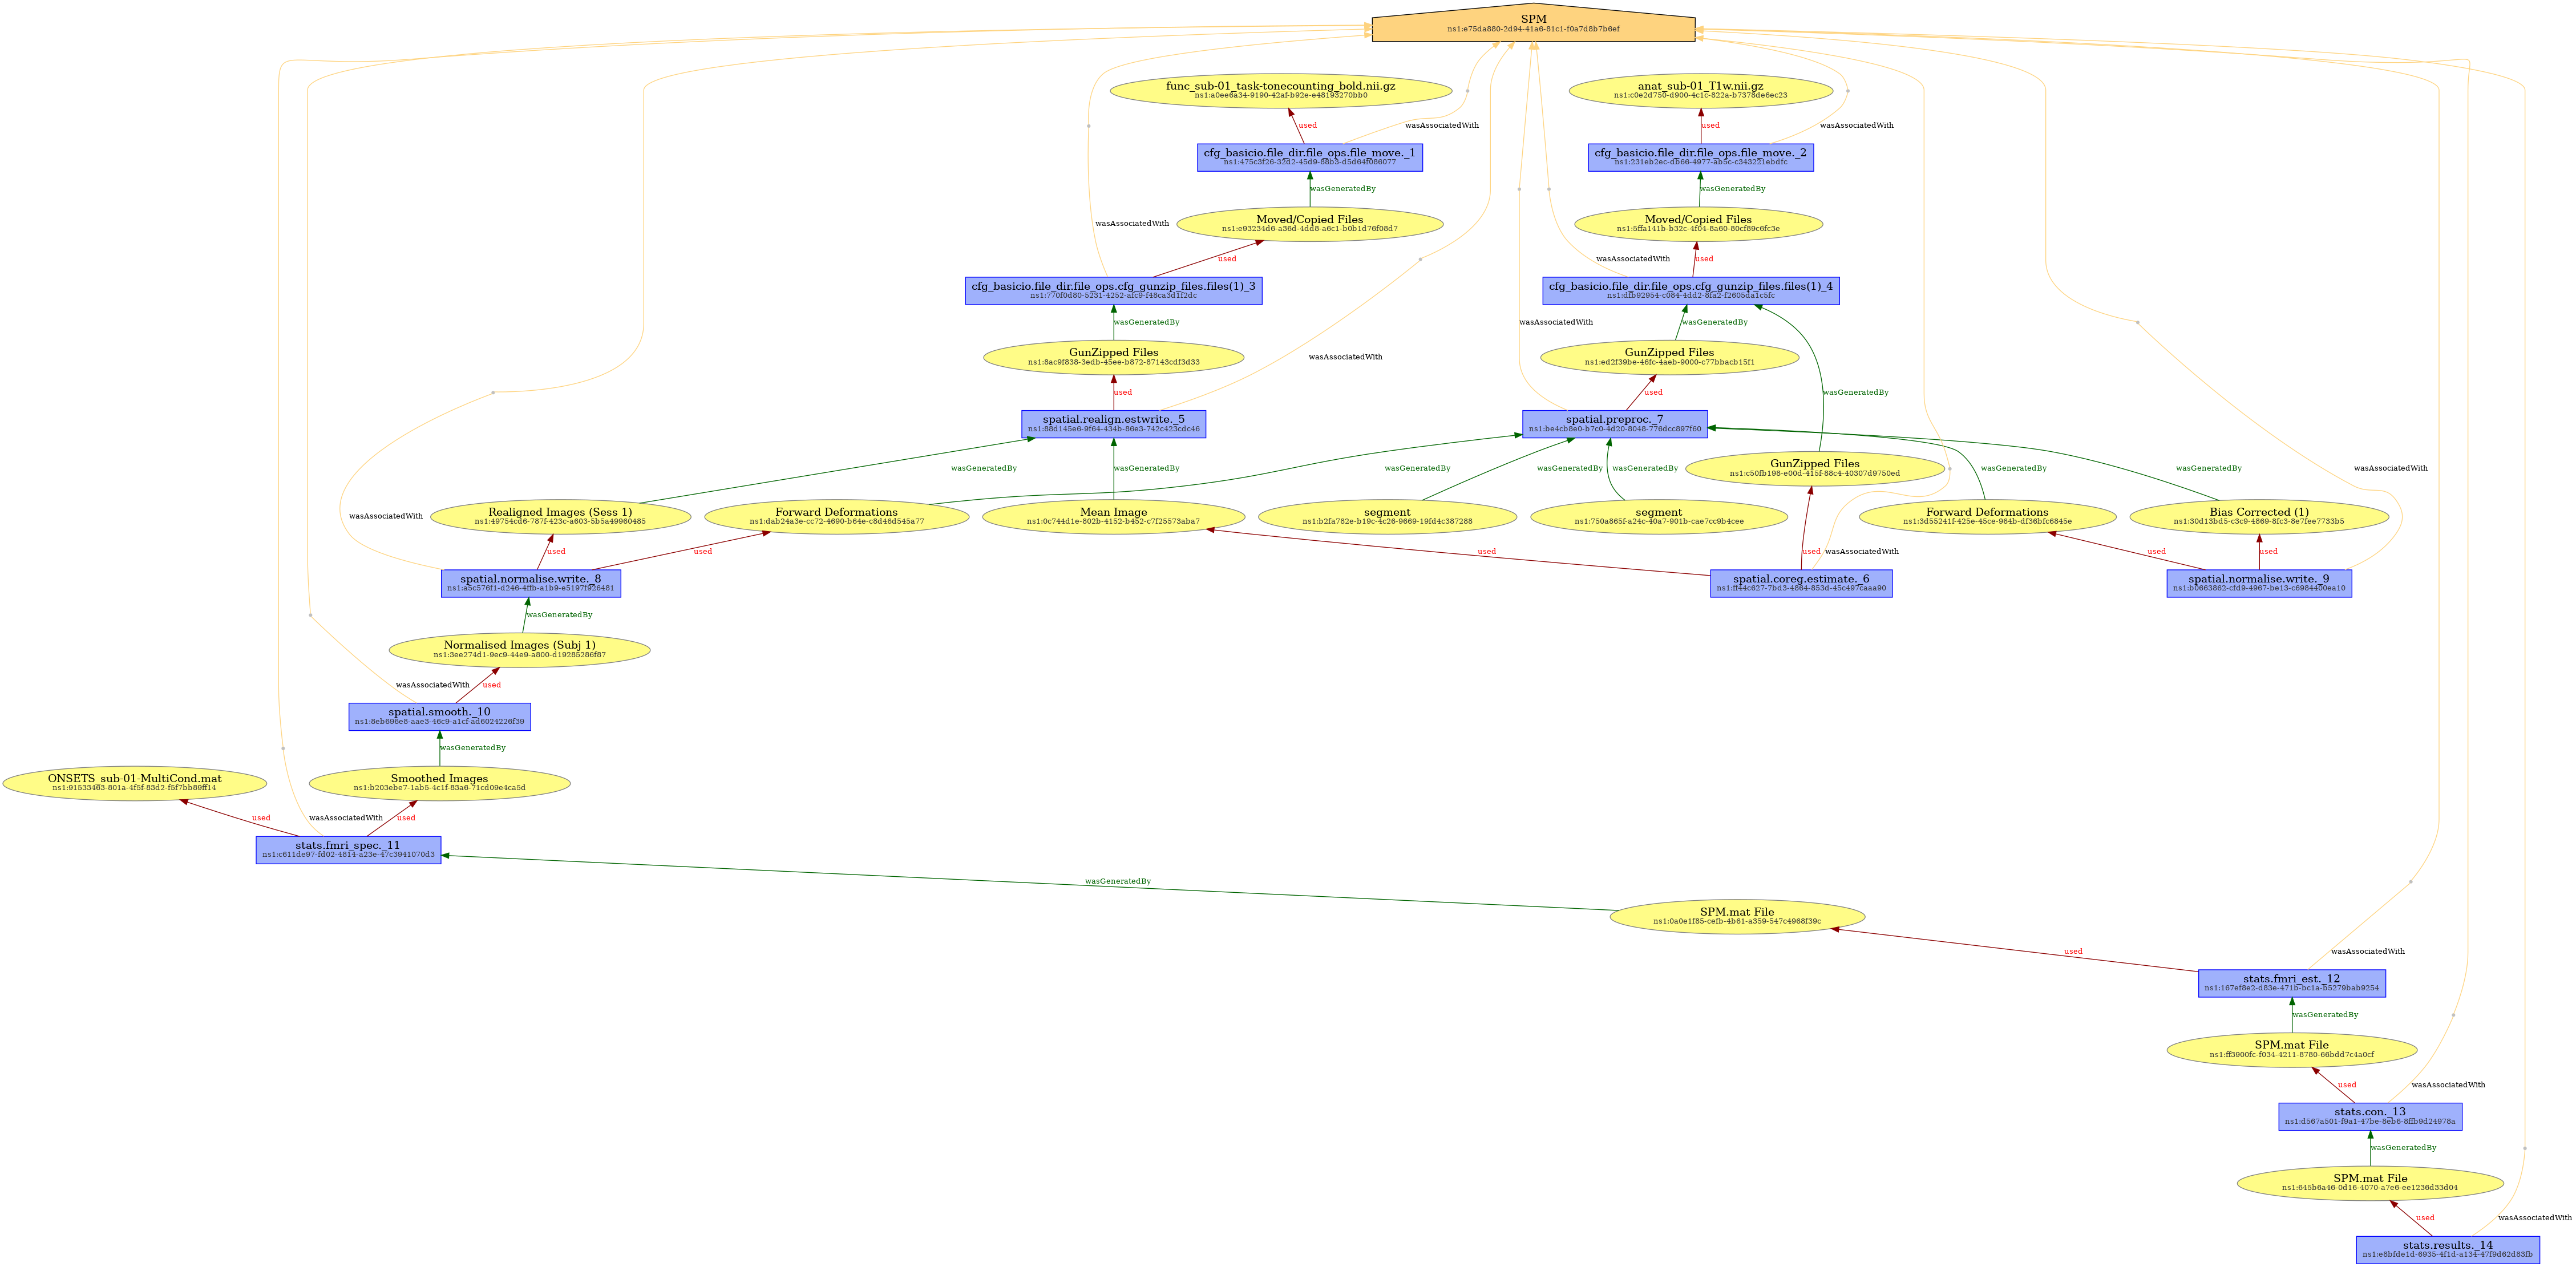 SPM
ns1:e75da880-2d94-41a6-81c1-f0a7d8b7b6ef
func_sub-01_task-tonecounting_bold.nii.gz
ns1:a0ee6a34-9190-42af-b92e-e48193270bb0
anat_sub-01_T1w.nii.gz
ns1:c0e2d750-d900-4c1c-822a-b7378de6ec23
used
wasAssociatedWith
used
wasAssociatedWith
cfg_basicio.file_dir.file_ops.file_move._1
ns1:475c3f26-32d2-45d9-86b3-d5d64f086077
cfg_basicio.file_dir.file_ops.file_move._2
ns1:231eb2ec-db66-4977-ab5c-c343221ebdfc
wasGeneratedBy
wasGeneratedBy
wasAssociatedWith
Moved/Copied Files
ns1:e93234d6-a36d-4dd8-a6c1-b0b1d76f08d7
Moved/Copied Files
ns1:5ffa141b-b32c-4f04-8a60-80cf89c6fc3e
used
wasAssociatedWith
used
cfg_basicio.file_dir.file_ops.cfg_gunzip_files.files(1)_3
ns1:770f0d80-5231-4252-afc9-f48ca3d1f2dc
cfg_basicio.file_dir.file_ops.cfg_gunzip_files.files(1)_4
ns1:dfb92954-c084-4dd2-8fa2-f2605da1c5fc
wasGeneratedBy
wasAssociatedWith
wasGeneratedBy
GunZipped Files
ns1:8ac9f838-3edb-45ee-b872-87143cdf3d33
wasAssociatedWith
GunZipped Files
ns1:ed2f39be-46fc-4aeb-9000-c77bbacb15f1
used
used
wasGeneratedBy
spatial.realign.estwrite._5
ns1:88d145e6-9f64-434b-86e3-742c423cdc46
spatial.preproc._7
ns1:be4cb8e0-b7c0-4d20-8048-776dcc897f60
wasGeneratedBy
wasGeneratedBy
wasGeneratedBy
wasGeneratedBy
wasGeneratedBy
GunZipped Files
ns1:c50fb198-e00d-415f-88c4-40307d9750ed
wasGeneratedBy
wasGeneratedBy
wasAssociatedWith
wasAssociatedWith
Realigned Images (Sess 1)
ns1:49754cd6-787f-423c-a603-5b5a49960485
Forward Deformations
ns1:dab24a3e-cc72-4690-b64e-c8d46d545a77
Mean Image
ns1:0c744d1e-802b-4152-b452-c7f25573aba7
segment
ns1:b2fa782e-b19c-4c26-9669-19fd4c387288
segment
ns1:750a865f-a24c-40a7-901b-cae7cc9b4cee
Forward Deformations
ns1:3d55241f-425e-45ce-964b-df36bfc6845e
Bias Corrected (1)
ns1:30d13bd5-c3c9-4869-8fc3-8e7fee7733b5
used
used
used
used
wasAssociatedWith
used
used
spatial.normalise.write._8
ns1:a5c576f1-d246-4ffb-a1b9-e5197f926481
spatial.coreg.estimate._6
ns1:ff44c627-7bd3-4864-853d-45c497caaa90
spatial.normalise.write._9
ns1:b0663862-cfd9-4967-be13-c6984400ea10
wasGeneratedBy
Normalised Images (Subj 1)
ns1:3ee274d1-9ec9-44e9-a800-d19285286f87
wasAssociatedWith
used
spatial.smooth._10
ns1:8eb696e8-aae3-46c9-a1cf-ad6024226f39
wasGeneratedBy
ONSETS_sub-01-MultiCond.mat
ns1:91533463-801a-4f5f-83d2-f5f7bb89ff14
Smoothed Images
ns1:b203ebe7-1ab5-4c1f-83a6-71cd09e4ca5d
used
wasAssociatedWith
used
stats.fmri_spec._11
ns1:c611de97-fd02-4814-a23e-47c3941070d3
wasGeneratedBy
SPM.mat File
ns1:0a0e1f85-cefb-4b61-a359-547c4968f39c
used
wasAssociatedWith
stats.fmri_est._12
ns1:167ef8e2-d83e-471b-bc1a-b5279bab9254
wasGeneratedBy
SPM.mat File
ns1:ff3900fc-f034-4211-8780-66bdd7c4a0cf
used
wasAssociatedWith
stats.con._13
ns1:d567a501-f9a1-47be-8eb6-8ffb9d24978a
wasGeneratedBy
SPM.mat File
ns1:645b6a46-0d16-4070-a7e6-ee1236d33d04
used
wasAssociatedWith
stats.results._14
ns1:e8bfde1d-6935-4f1d-a134-47f9d62d83fb